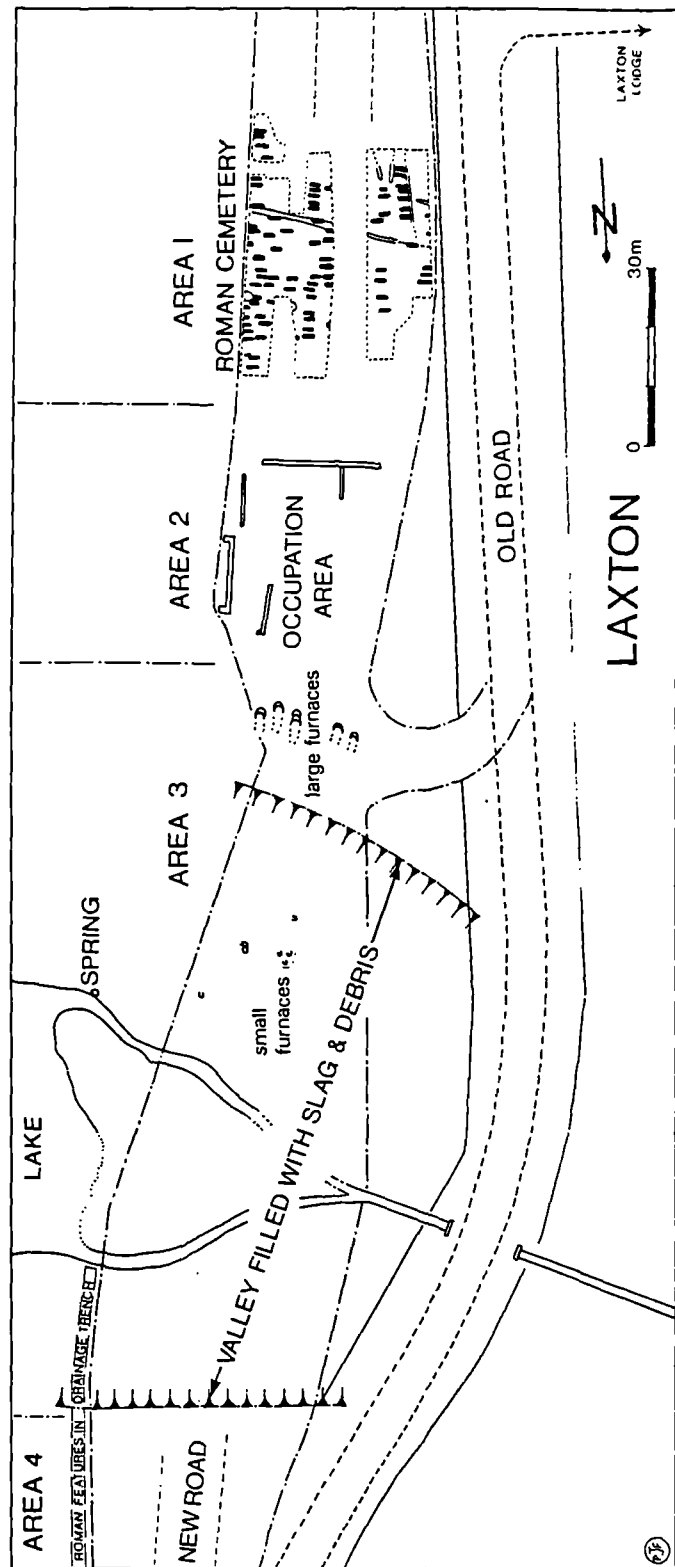 AREA 4
ROMAN FEATURES IN DRAINAGE TRENCH
NEW ROAD
LAKE
SPRING
VALLEY FILLED WITH SLAG & DEBRIS
small
furnaces
AREA 3
large furnaces
AREA 2
OCCUPATION
AREA
AREA 1
ROMAN CEMETERY
OLD ROAD
LAXTON
N
0
30m
LAXTON
LODGE